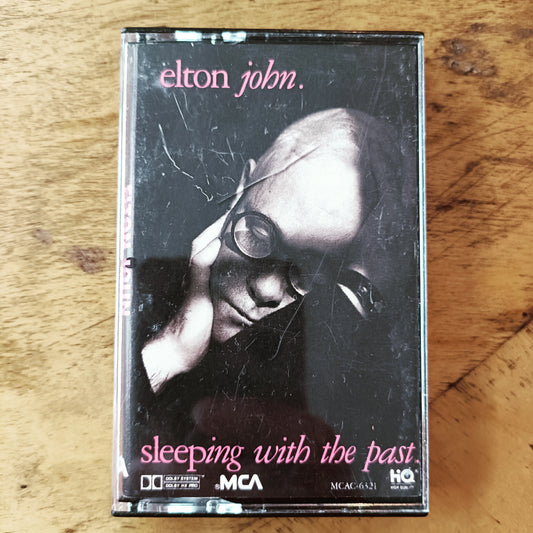 elton john.
sleeping with the past.
DOLBY SYSTEM
DOLBY HX PRO
MCA
MCAC-6321
HQ
HIGH QUALITY